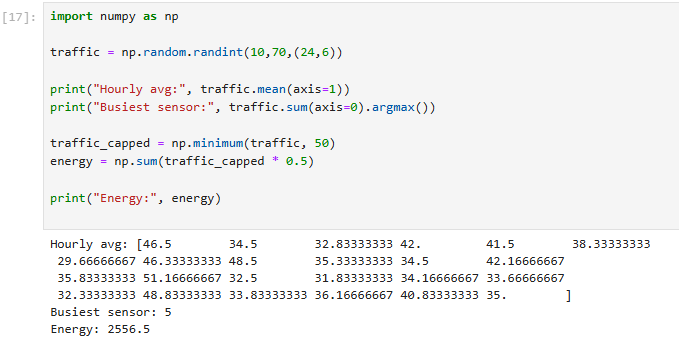 [17]:
import numpy as np
traffic = np.random.randint(10,70,(24,6))
print("Hourly avg:", traffic.mean(axis=1))
print("Busiest sensor:", traffic.sum(axis=0).argmax())
traffic_capped = np.minimum(traffic, 50)
energy = np.sum(traffic_capped * 0.5)
print("Energy:", energy)
Hourly avg: [46.5        34.5        32.83333333 42.         41.5        38.33333333
 29.66666667 46.33333333 48.5        35.33333333 34.5        42.16666667
 35.83333333 51.16666667 32.5        31.83333333 34.16666667 33.66666667
 32.33333333 48.83333333 33.83333333 36.16666667 40.83333333 35.        ]
Busiest sensor: 5
Energy: 2556.5